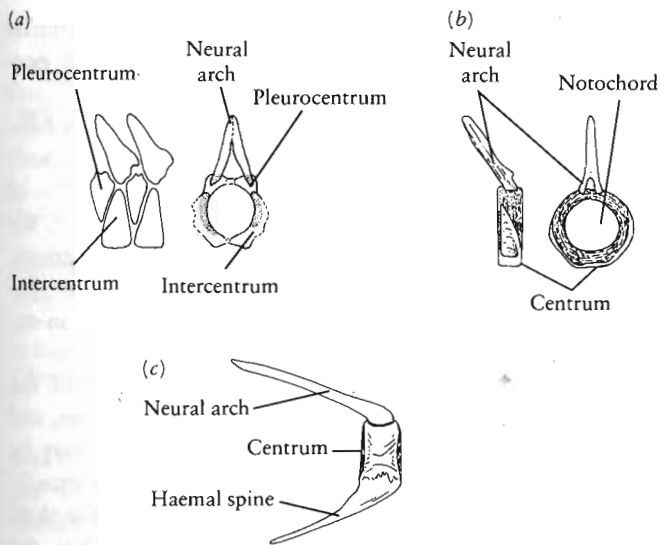 (a)
Neural
arch
Pleurocentrum
Pleurocentrum
Intercentrum
Intercentrum
(b)
Neural
arch
Notochord
Centrum
(c)
Neural arch
Centrum
Haemal spine